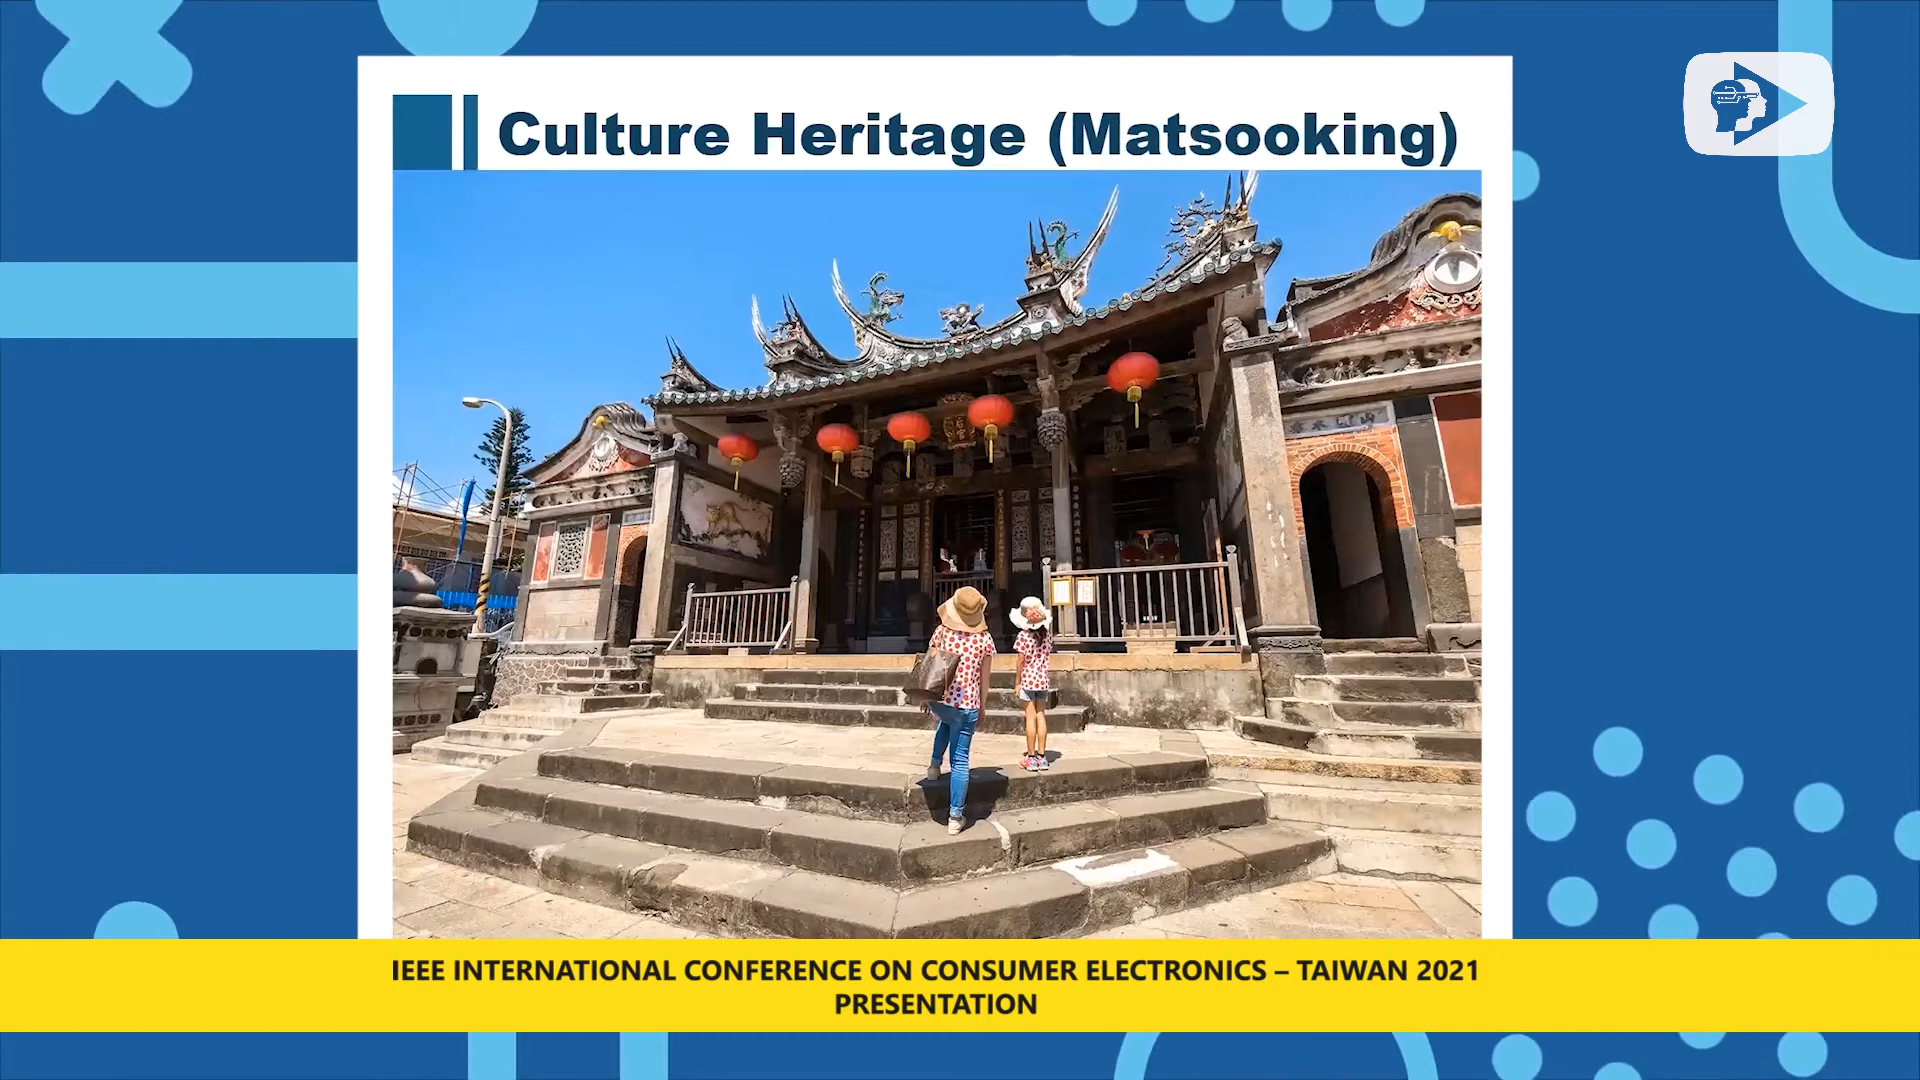 Culture Heritage (Matsooking)
IEEE INTERNATIONAL CONFERENCE ON CONSUMER ELECTRONICS – TAIWAN 2021
PRESENTATION